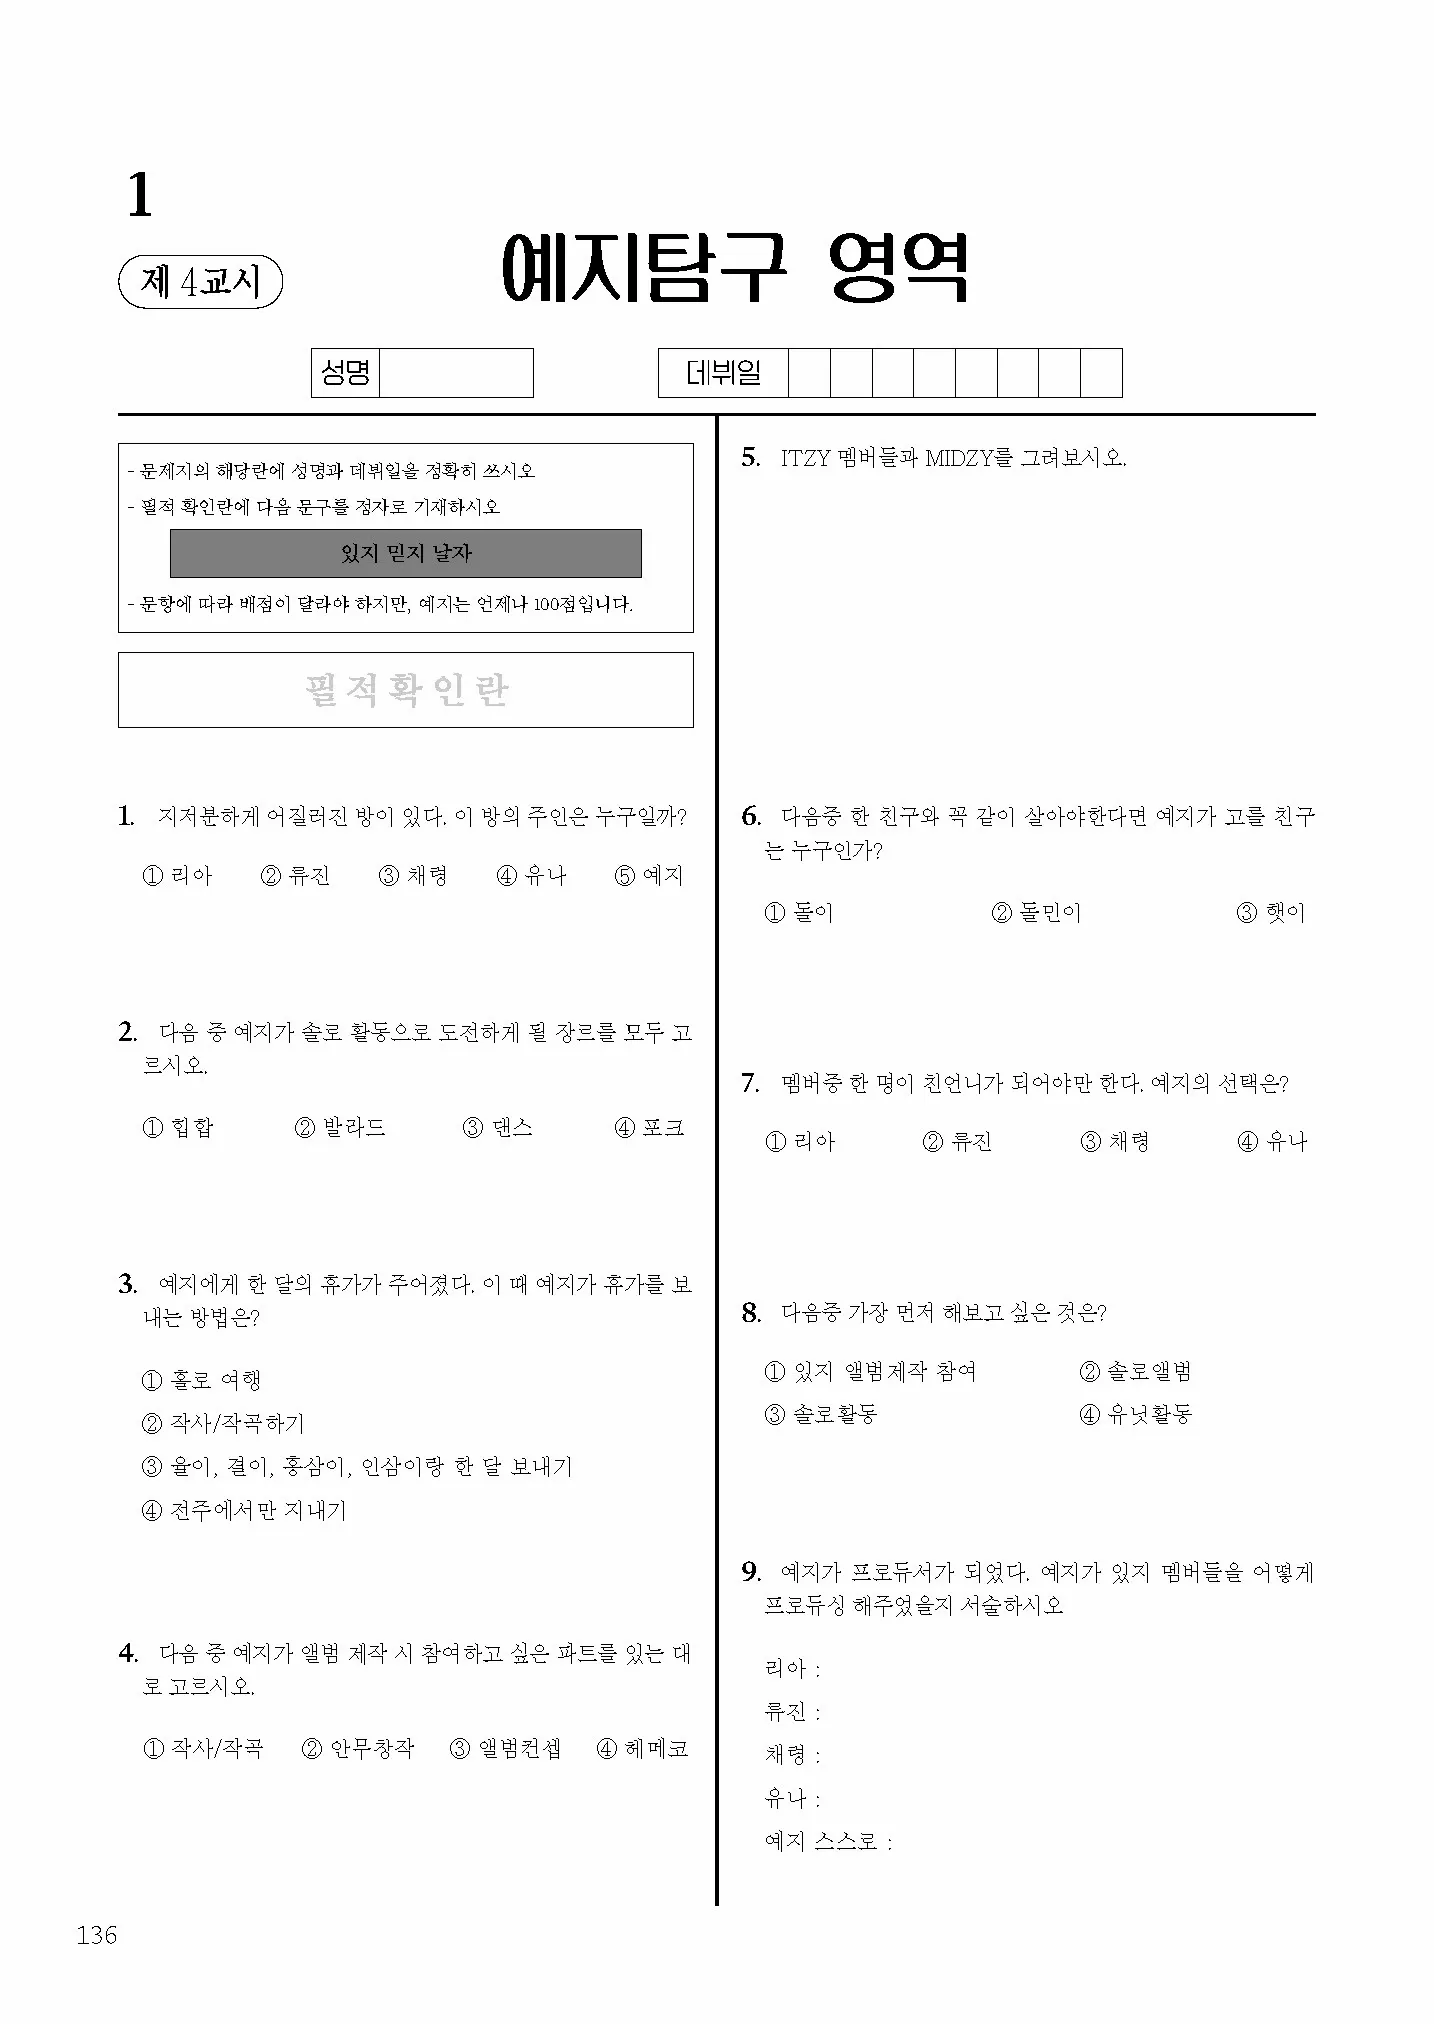 1
제 4교시
예지탐구 영역
성명
데뷔일
- 문제지의 해당란에 성명과 데뷔일을 정확히 쓰시오
- 필적 확인란에 다음 문구를 정자로 기재하시오
있지 믿지 날자
- 문항에 따라 배점이 달라야 하지만, 예지는 언제나 100점입니다.
필적확인란
1. 지저분하게 어질러진 방이 있다. 이 방의 주인은 누구일까?
① 리아 ② 류진 ③ 채령 ④ 유나 ⑤ 예지
2. 다음 중 예지가 솔로 활동으로 도전하게 될 장르를 모두 고
르시오.
① 힙합 ② 발라드 ③ 댄스 ④ 포크
3. 예지에게 한 달의 휴가가 주어졌다. 이 때 예지가 휴가를 보
내는 방법은?
① 홀로 여행
② 작사/작곡하기
③ 율이, 결이, 홍삼이, 인삼이랑 한 달 보내기
④ 전주에서만 지내기
4. 다음 중 예지가 앨범 제작 시 참여하고 싶은 파트를 있는 대
로 고르시오.
① 작사/작곡 ② 안무창작 ③ 앨범컨셉 ④ 헤메코
5. ITZY 멤버들과 MIDZY를 그려보시오.
6. 다음중 한 친구와 꼭 같이 살아야한다면 예지가 고를 친구
는 누구인가?
① 돌이 ② 돌민이 ③ 햇이
7. 멤버중 한 명이 친언니가 되어야만 한다. 예지의 선택은?
① 리아 ② 류진 ③ 채령 ④ 유나
8. 다음중 가장 먼저 해보고 싶은 것은?
① 있지 앨범제작 참여 ② 솔로앨범
③ 솔로활동 ④ 유닛활동
9. 예지가 프로듀서가 되었다. 예지가 있지 멤버들을 어떻게
프로듀싱 해주었을지 서술하시오
리아 :
류진 :
채령 :
유나 :
예지 스스로 :
136